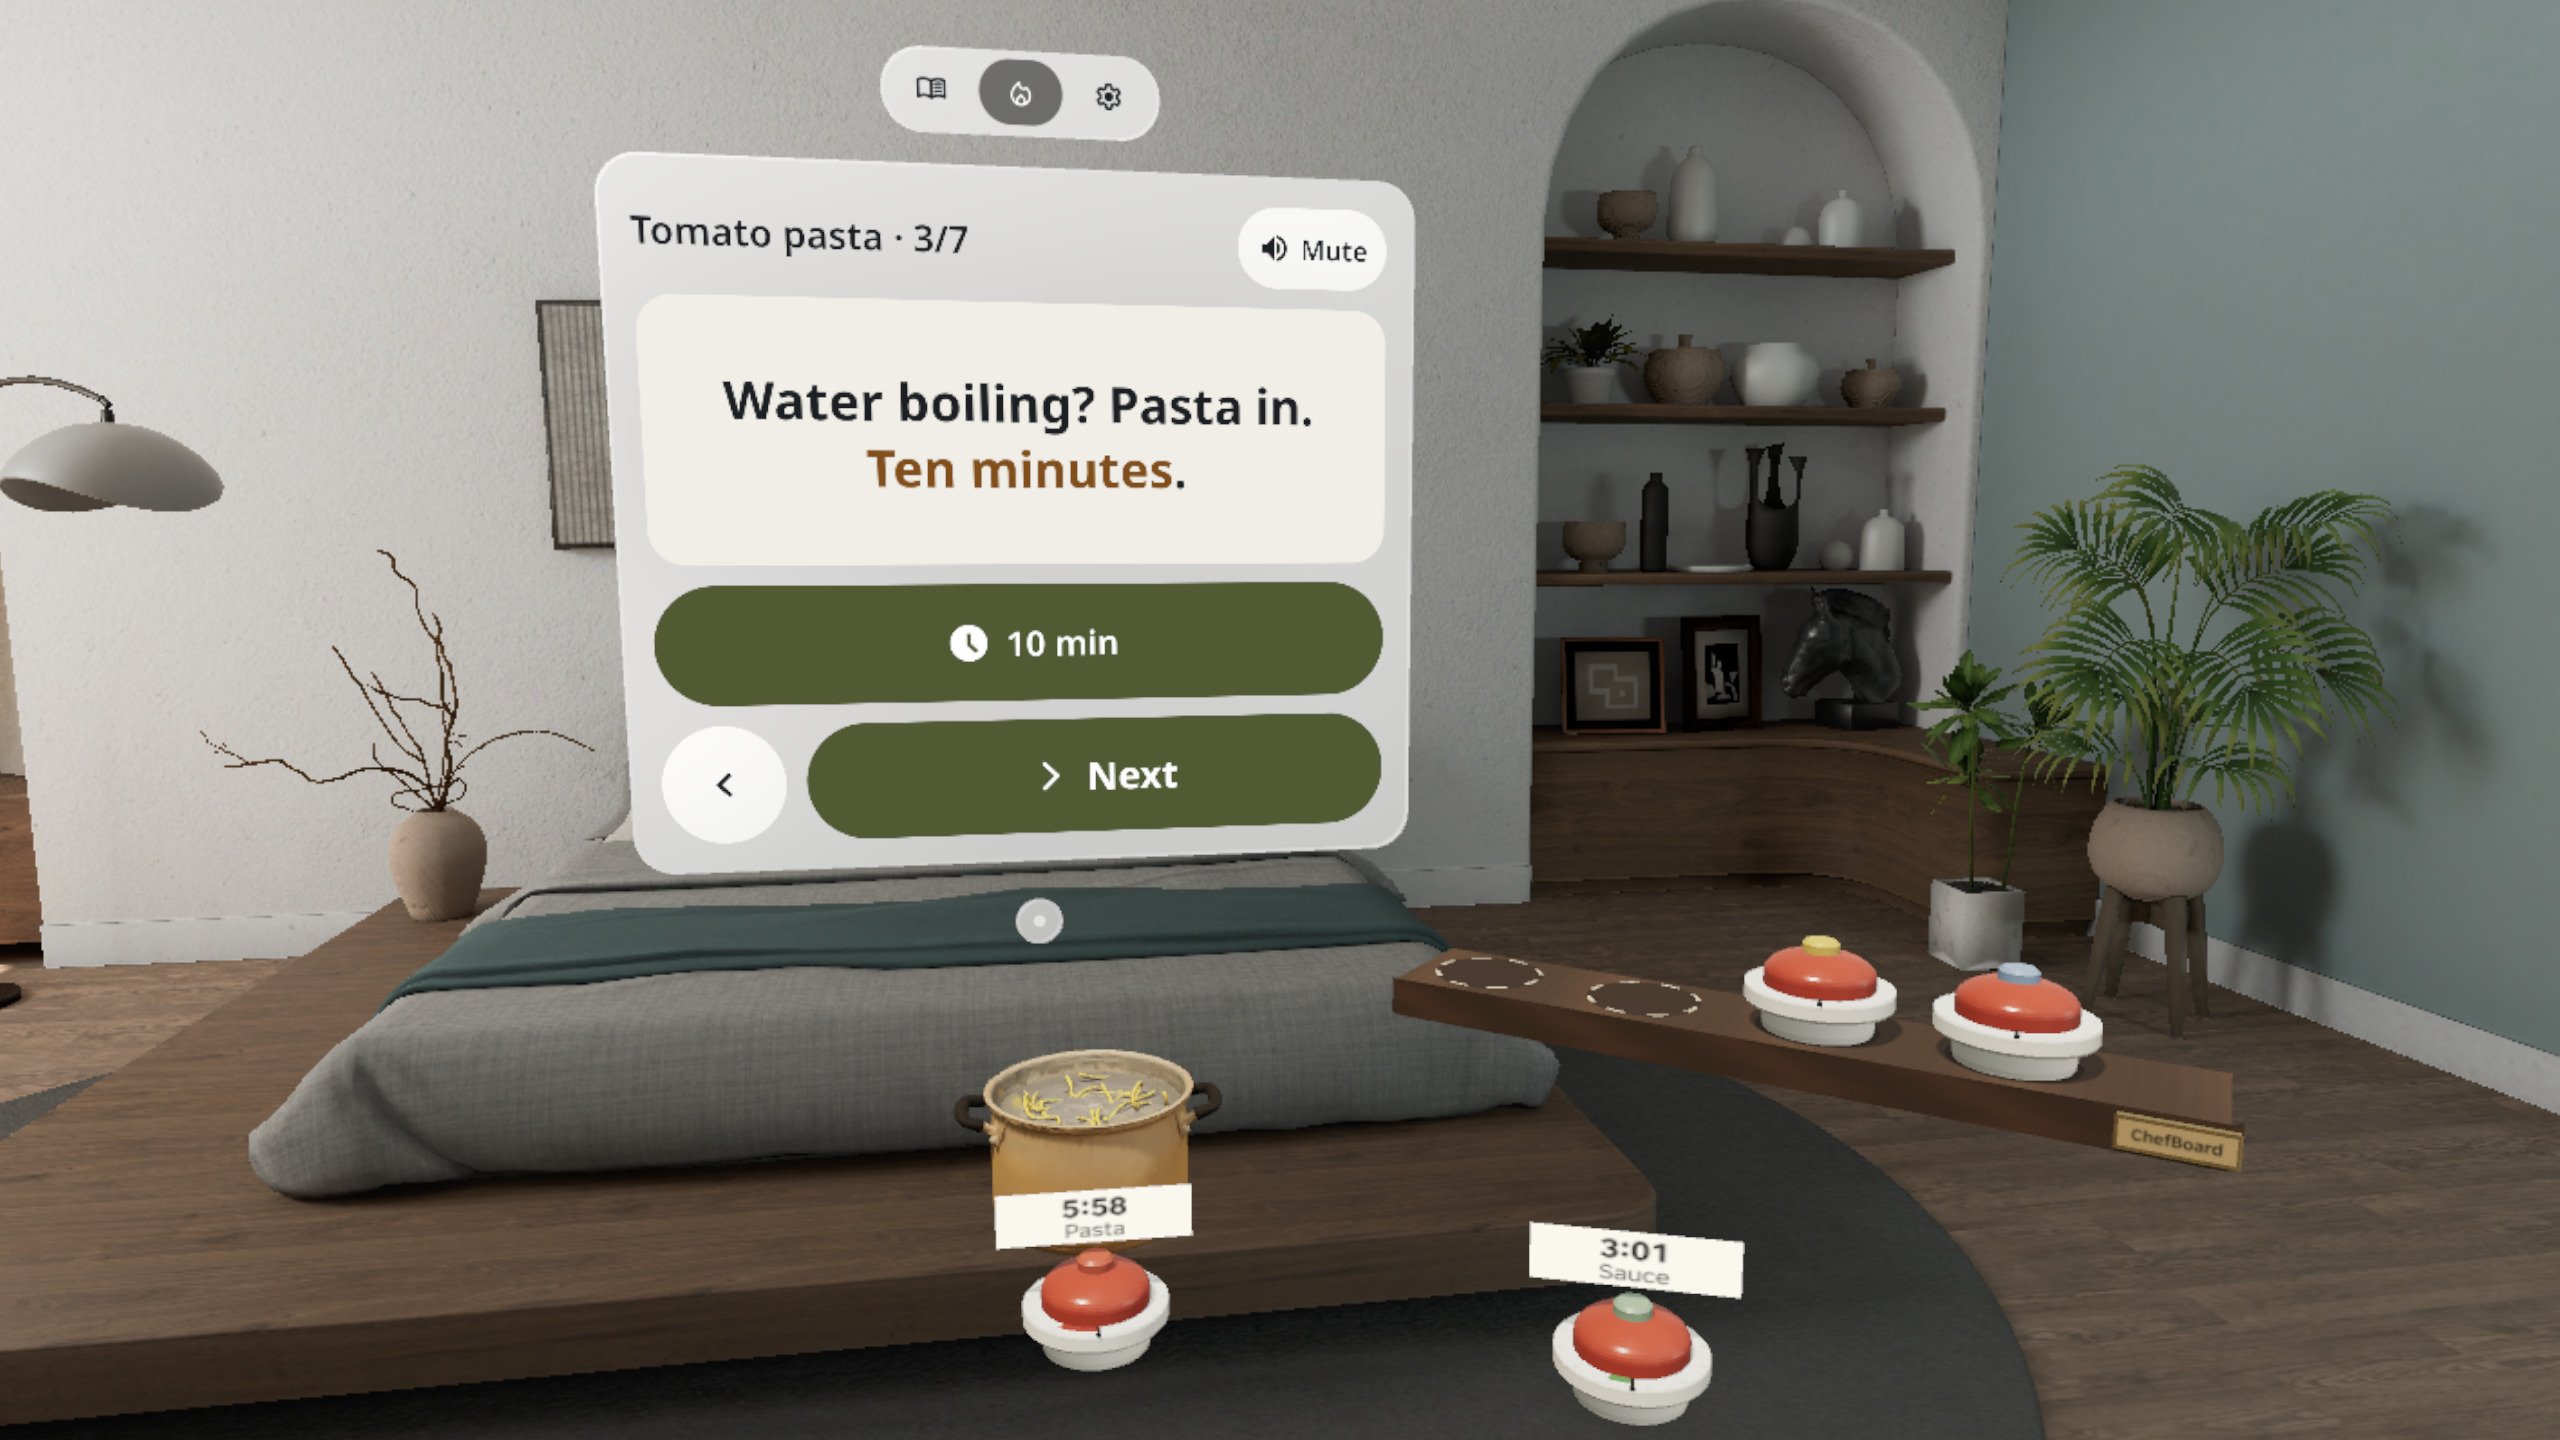 Tomato pasta · 3/7
Mute
Water boiling? Pasta in.
Ten minutes.
10 min
Next
5:58
Pasta
3:01
Sauce
ChefBoard